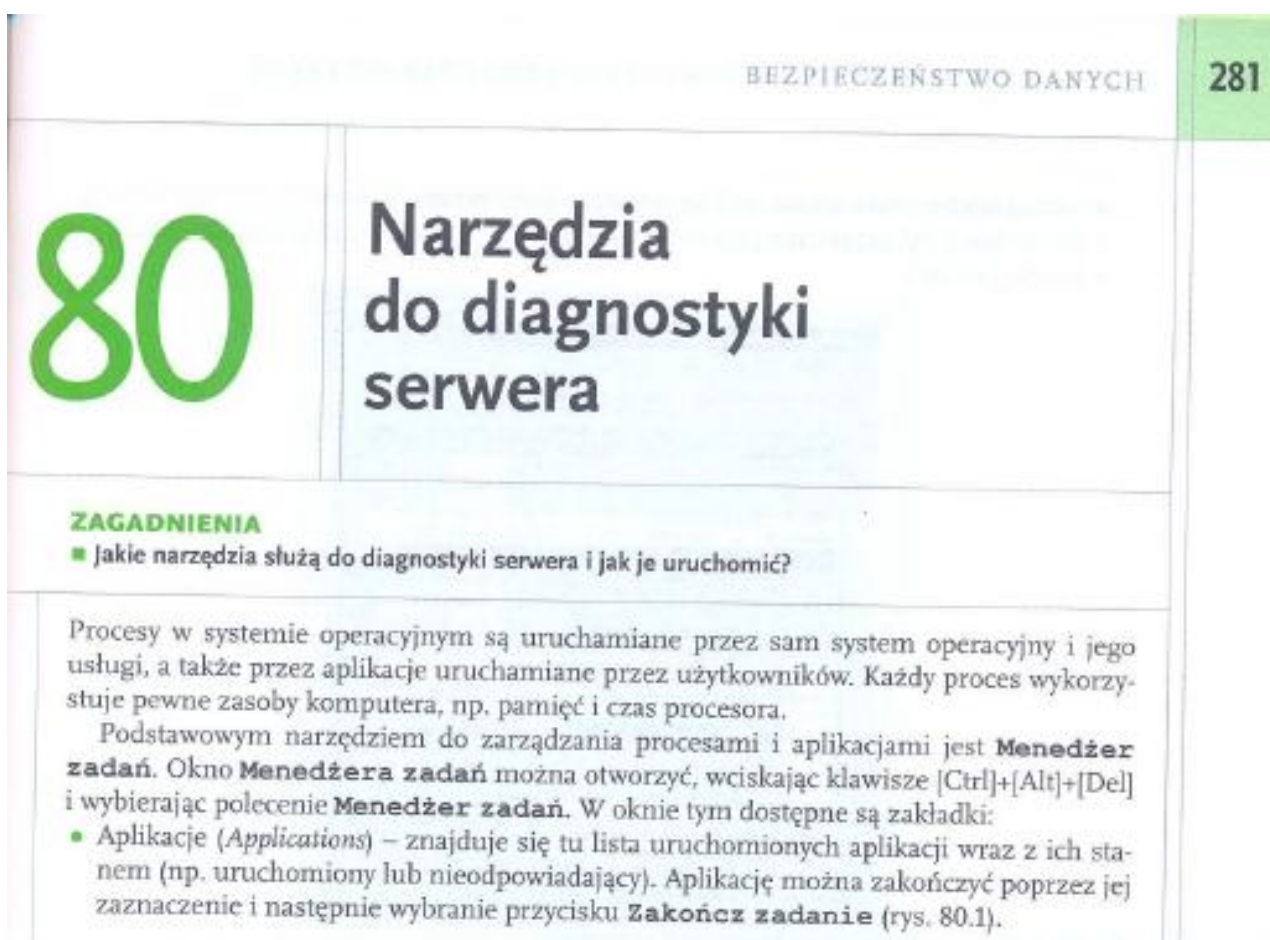 BEZPIECZEŃSTWO DANYCH 281
80
Narzędzia
do diagnostyki
serwera
ZAGADNIENIA
▪ Jakie narzędzia służą do diagnostyki serwera i jak je uruchomić?
Procesy w systemie operacyjnym są uruchamiane przez sam system operacyjny i jego
usługi, a także przez aplikacje uruchamiane przez użytkowników. Każdy proces wykorzy-
stuje pewne zasoby komputera, np. pamięć i czas procesora.
Podstawowym narzędziem do zarządzania procesami i aplikacjami jest Menedżer
zadań. Okno Menedżera zadań można otworzyć, wciskając klawisze [Ctrl]+[Alt]+[Del]
i wybierając polecenie Menedżer zadań. W oknie tym dostępne są zakładki:
• Aplikacje (Applications) – znajduje się tu lista uruchomionych aplikacji wraz z ich sta-
nem (np. uruchomiony lub nieodpowiadający). Aplikację można zakończyć poprzez jej
zaznaczenie i następnie wybranie przycisku Zakończ zadanie (rys. 80.1).